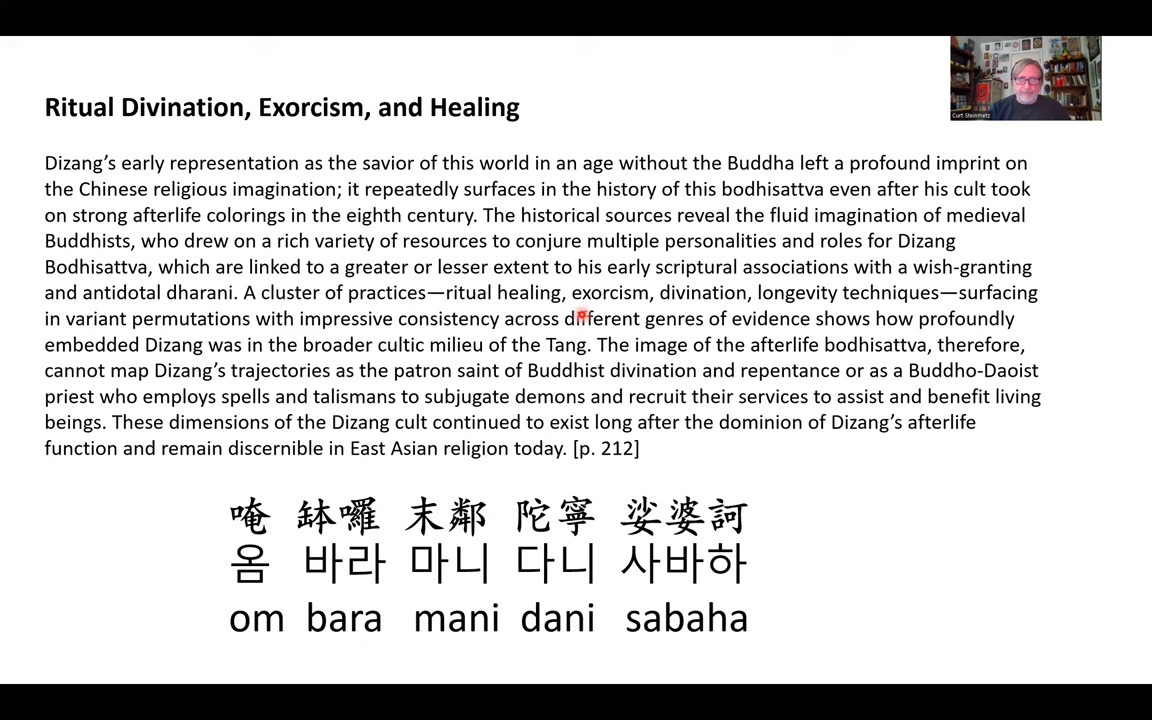 Curt Steinmetz
Ritual Divination, Exorcism, and Healing
Dizang’s early representation as the savior of this world in an age without the Buddha left a profound imprint on
the Chinese religious imagination; it repeatedly surfaces in the history of this bodhisattva even after his cult took
on strong afterlife colorings in the eighth century. The historical sources reveal the fluid imagination of medieval
Buddhists, who drew on a rich variety of resources to conjure multiple personalities and roles for Dizang
Bodhisattva, which are linked to a greater or lesser extent to his early scriptural associations with a wish-granting
and antidotal dharani. A cluster of practices—ritual healing, exorcism, divination, longevity techniques—surfacing
in variant permutations with impressive consistency across different genres of evidence shows how profoundly
embedded Dizang was in the broader cultic milieu of the Tang. The image of the afterlife bodhisattva, therefore,
cannot map Dizang’s trajectories as the patron saint of Buddhist divination and repentance or as a Buddho-Daoist
priest who employs spells and talismans to subjugate demons and recruit their services to assist and benefit living
beings. These dimensions of the Dizang cult continued to exist long after the dominion of Dizang’s afterlife
function and remain discernible in East Asian religion today. [p. 212]
唵 鉢囉 末鄰 陀寧 娑婆訶
옴 바라 마니 다니 사바하
om bara mani dani sabaha